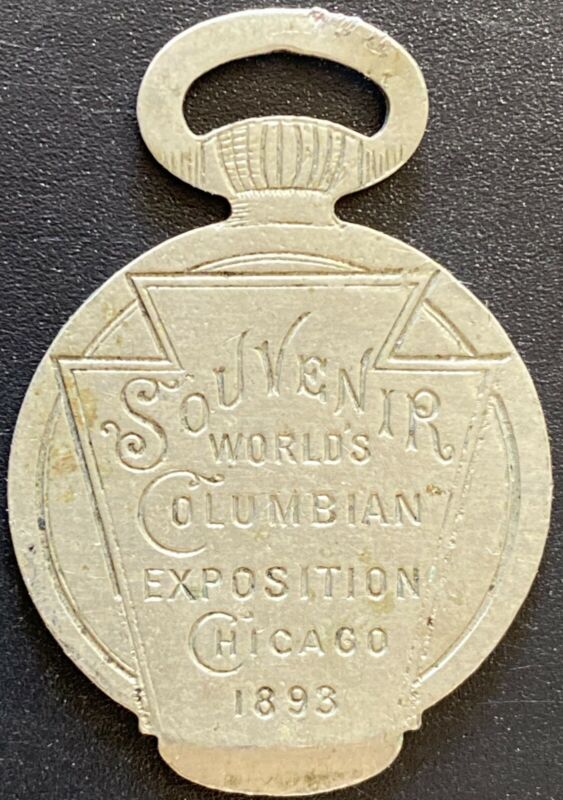 SOUVENIR
WORLD'S
COLUMBIAN
EXPOSITION
CHICAGO
1893